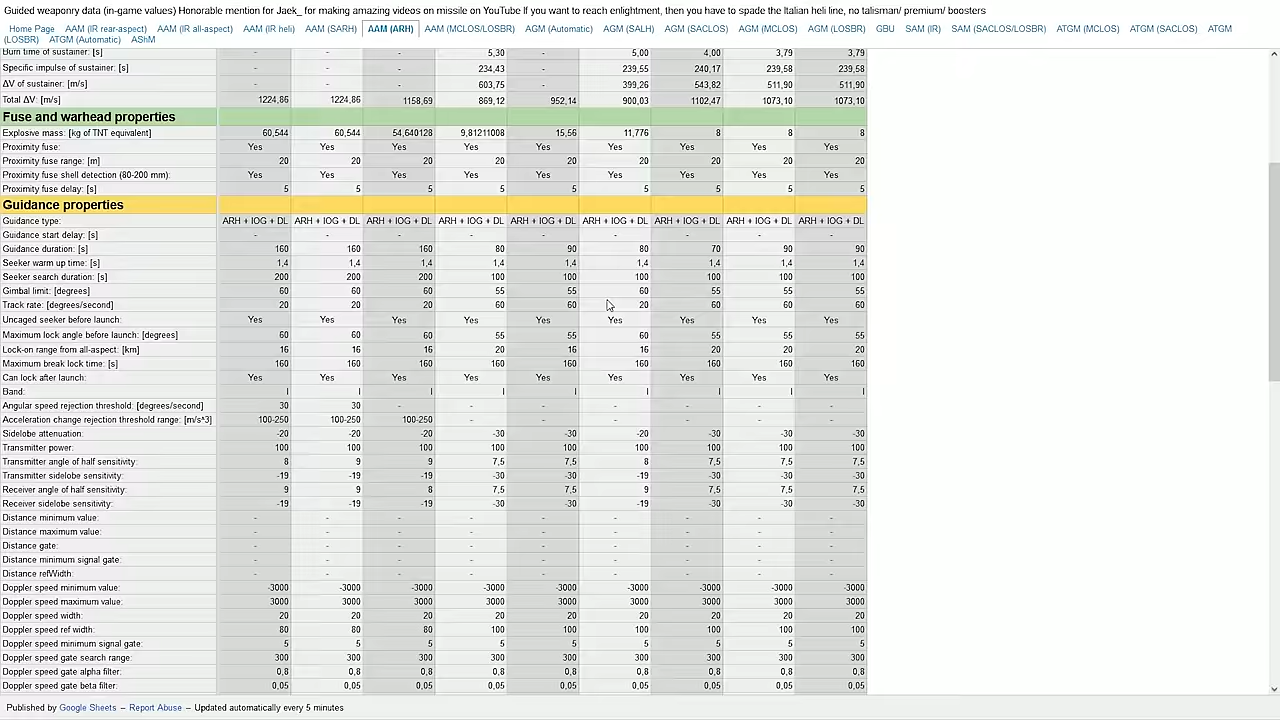 Guided weaponry data (in-game values) Honorable mention for Jaek_ for making amazing videos on missile on YouTube If you want to reach enlightment, then you have to spade the Italian heli line, no talisman/ premium/ boosters
Home Page AAM (IR rear-aspect) AAM (IR all-aspect) AAM (IR heli) AAM (SARH) AAM (ARH) AAM (MCLOS/LOSBR) AGM (Automatic) AGM (SALH) AGM (SACLOS) AGM (MCLOS) AGM (LOSBR) GBU SAM (IR) SAM (SACLOS/LOSBR) ATGM (MCLOS) ATGM (SACLOS) ATGM
(LOSBR) ATGM (Automatic) AShM
Burn time of sustainer: [s] - - - 5,30 - 5,00 4,00 3,79 3,79
Specific impulse of sustainer: [s] - - - 234,43 - 239,55 240,17 239,58 239,58
ΔV of sustainer: [m/s] - - - 603,75 - 399,26 543,82 511,90 511,90
Total ΔV: [m/s] 1224,86 1224,86 1158,69 869,12 952,14 900,03 1102,47 1073,10 1073,10
Fuse and warhead properties
Explosive mass: [kg of TNT equivalent] 60,544 60,544 54,640128 9,81211008 15,56 11,776 8 8 8
Proximity fuse: Yes Yes Yes Yes Yes Yes Yes Yes Yes
Proximity fuse range: [m] 20 20 20 20 20 20 20 20 20
Proximity fuse shell detection (80-200 mm): Yes Yes Yes Yes Yes Yes Yes Yes Yes
Proximity fuse delay: [s] 5 5 5 5 5 5 5 5 5
Guidance properties
Guidance type: ARH + IOG + DL ARH + IOG + DL ARH + IOG + DL ARH + IOG + DL ARH + IOG + DL ARH + IOG + DL ARH + IOG + DL ARH + IOG + DL ARH + IOG + DL
Guidance start delay: [s] - - - - - - - - -
Guidance duration: [s] 160 160 160 80 90 80 70 90 90
Seeker warm up time: [s] 1,4 1,4 1,4 1,4 1,4 1,4 1,4 1,4 1,4
Seeker search duration: [s] 200 200 200 100 100 100 100 100 100
Gimbal limit: [degrees] 60 60 60 55 55 60 55 55 55
Track rate: [degrees/second] 20 20 20 60 60 20 60 60 60
Uncaged seeker before launch: Yes Yes Yes Yes Yes Yes Yes Yes Yes
Maximum lock angle before launch: [degrees] 60 60 60 55 55 60 55 55 55
Lock-on range from all-aspect: [km] 16 16 16 20 16 16 20 20 20
Maximum break lock time: [s] 160 160 160 160 160 160 160 160 160
Can lock after launch: Yes Yes Yes Yes Yes Yes Yes Yes Yes
Band: I I I I I I I I I
Angular speed rejection threshold: [degrees/second] 30 30 - - - - - - -
Acceleration change rejection threshold range: [m/s^3] 100-250 100-250 100-250 - - - - - -
Sidelobe attenuation: -20 -20 -20 -30 -30 -20 -30 -30 -30
Transmitter power: 100 100 100 100 100 100 100 100 100
Transmitter angle of half sensitivity: 8 9 9 7,5 7,5 8 7,5 7,5 7,5
Transmitter sidelobe sensitivity: -19 -19 -19 -30 -30 -19 -30 -30 -30
Receiver angle of half sensitivity: 9 9 8 7,5 7,5 9 7,5 7,5 7,5
Receiver sidelobe sensitivity: -19 -19 -19 -30 -30 -19 -30 -30 -30
Distance minimum value: - - - - - - - - -
Distance maximum value: - - - - - - - - -
Distance gate: - - - - - - - - -
Distance minimum signal gate: - - - - - - - - -
Distance refWidth: - - - - - - - - -
Doppler speed minimum value: -3000 -3000 -3000 -3000 -3000 -3000 -3000 -3000 -3000
Doppler speed maximum value: 3000 3000 3000 3000 3000 3000 3000 3000 3000
Doppler speed width: 20 20 20 20 20 20 20 20 20
Doppler speed ref width: 80 80 80 100 100 100 100 100 100
Doppler speed minimum signal gate: 5 5 5 5 5 5 5 5 5
Doppler speed gate search range: 300 300 300 300 300 300 300 300 300
Doppler speed gate alpha filter: 0,8 0,8 0,8 0,8 0,8 0,8 0,8 0,8 0,8
Doppler speed gate beta filter: 0,05 0,05 0,05 0,05 0,05 0,05 0,05 0,05 0,05
Published by Google Sheets – Report Abuse – Updated automatically every 5 minutes